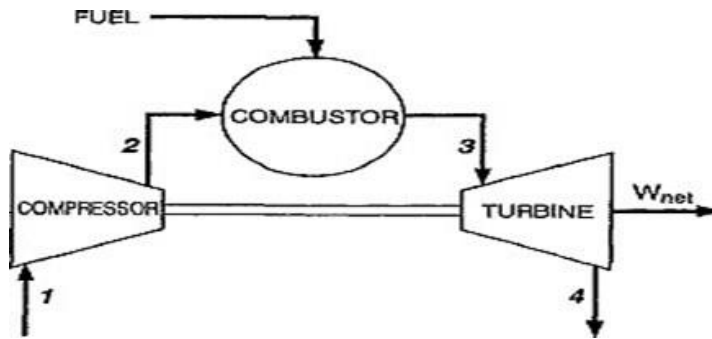 FUEL
COMBUSTOR
2
3
COMPRESSOR
TURBINE
Wnet
1
4